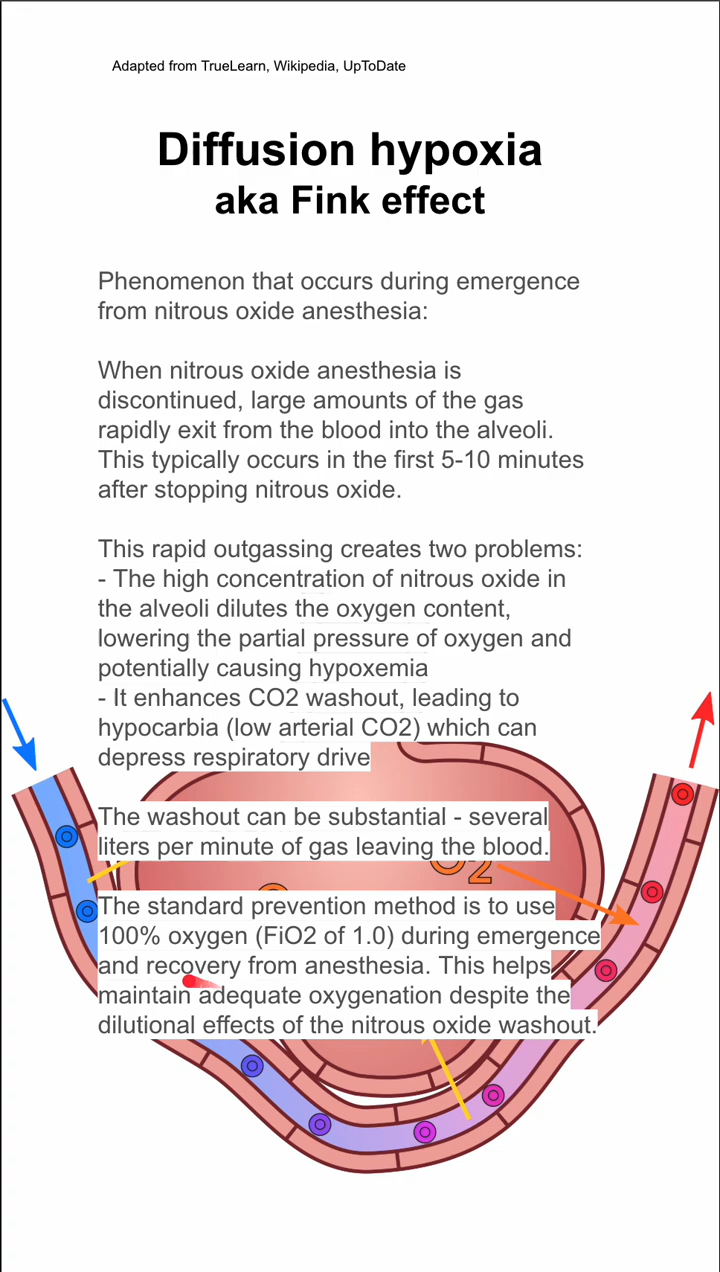 Adapted from TrueLearn, Wikipedia, UpToDate
Diffusion hypoxia
aka Fink effect
Phenomenon that occurs during emergence
from nitrous oxide anesthesia:
When nitrous oxide anesthesia is
discontinued, large amounts of the gas
rapidly exit from the blood into the alveoli.
This typically occurs in the first 5-10 minutes
after stopping nitrous oxide.
This rapid outgassing creates two problems:
- The high concentration of nitrous oxide in
the alveoli dilutes the oxygen content,
lowering the partial pressure of oxygen and
potentially causing hypoxemia
- It enhances CO2 washout, leading to
hypocarbia (low arterial CO2) which can
depress respiratory drive
The washout can be substantial - several
liters per minute of gas leaving the blood.
O2
The standard prevention method is to use
100% oxygen (FiO2 of 1.0) during emergence
and recovery from anesthesia. This helps
maintain adequate oxygenation despite the
dilutional effects of the nitrous oxide washout.